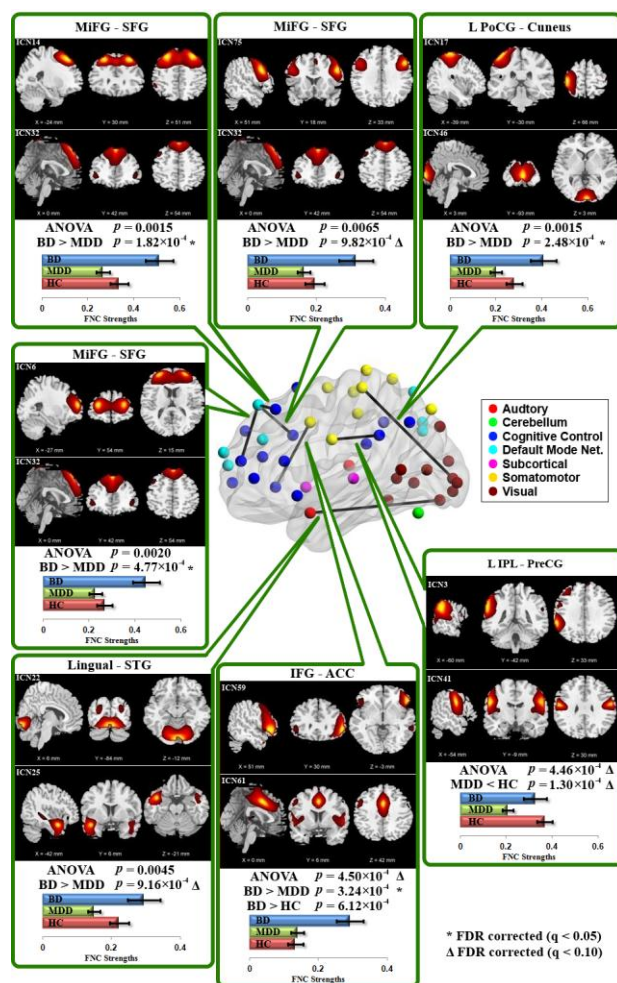 MiFG - SFG
ICN14
X = -24 mm Y = 30 mm Z = 51 mm
ICN32
X = 0 mm Y = 42 mm Z = 54 mm
ANOVA p = 0.0015
BD > MDD p = 1.82×10⁻⁴ *
BD
MDD
HC
0 0.2 0.4 0.6
FNC Strengths
MiFG - SFG
ICN75
X = 51 mm Y = 18 mm Z = 33 mm
ICN32
X = 0 mm Y = 42 mm Z = 54 mm
ANOVA p = 0.0065
BD > MDD p = 9.82×10⁻⁴ Δ
BD
MDD
HC
0 0.2 0.4
FNC Strengths
L PoCG - Cuneus
ICN17
X = -39 mm Y = -30 mm Z = 66 mm
ICN46
X = 3 mm Y = -93 mm Z = 3 mm
ANOVA p = 0.0015
BD > MDD p = 2.48×10⁻⁴ *
BD
MDD
HC
0 0.2 0.4 0.6
FNC Strengths
MiFG - SFG
ICN6
X = -27 mm Y = 54 mm Z = 15 mm
ICN32
X = 0 mm Y = 42 mm Z = 54 mm
ANOVA p = 0.0020
BD > MDD p = 4.77×10⁻⁴ *
BD
MDD
HC
0 0.2 0.4 0.6
FNC Strengths
Audtory
Cerebellum
Cognitive Control
Default Mode Net.
Subcortical
Somatomotor
Visual
L IPL - PreCG
ICN3
X = -60 mm Y = -42 mm Z = 33 mm
ICN41
X = -54 mm Y = -9 mm Z = 30 mm
ANOVA p = 4.46×10⁻⁴ Δ
MDD < HC p = 1.30×10⁻⁴ Δ
BD
MDD
HC
0 0.2 0.4 0.6
FNC Strengths
Lingual - STG
ICN22
X = 6 mm Y = -84 mm Z = -12 mm
ICN25
X = -42 mm Y = 6 mm Z = -21 mm
ANOVA p = 0.0045
BD > MDD p = 9.16×10⁻⁴ Δ
BD
MDD
HC
0 0.2 0.4
FNC Strengths
IFG - ACC
ICN59
X = 51 mm Y = 30 mm Z = -3 mm
ICN61
X = 0 mm Y = 6 mm Z = 42 mm
ANOVA p = 4.50×10⁻⁴ Δ
BD > MDD p = 3.24×10⁻⁴ *
BD > HC p = 6.12×10⁻⁴
BD
MDD
HC
0 0.2 0.4
FNC Strengths
* FDR corrected (q < 0.05)
Δ FDR corrected (q < 0.10)